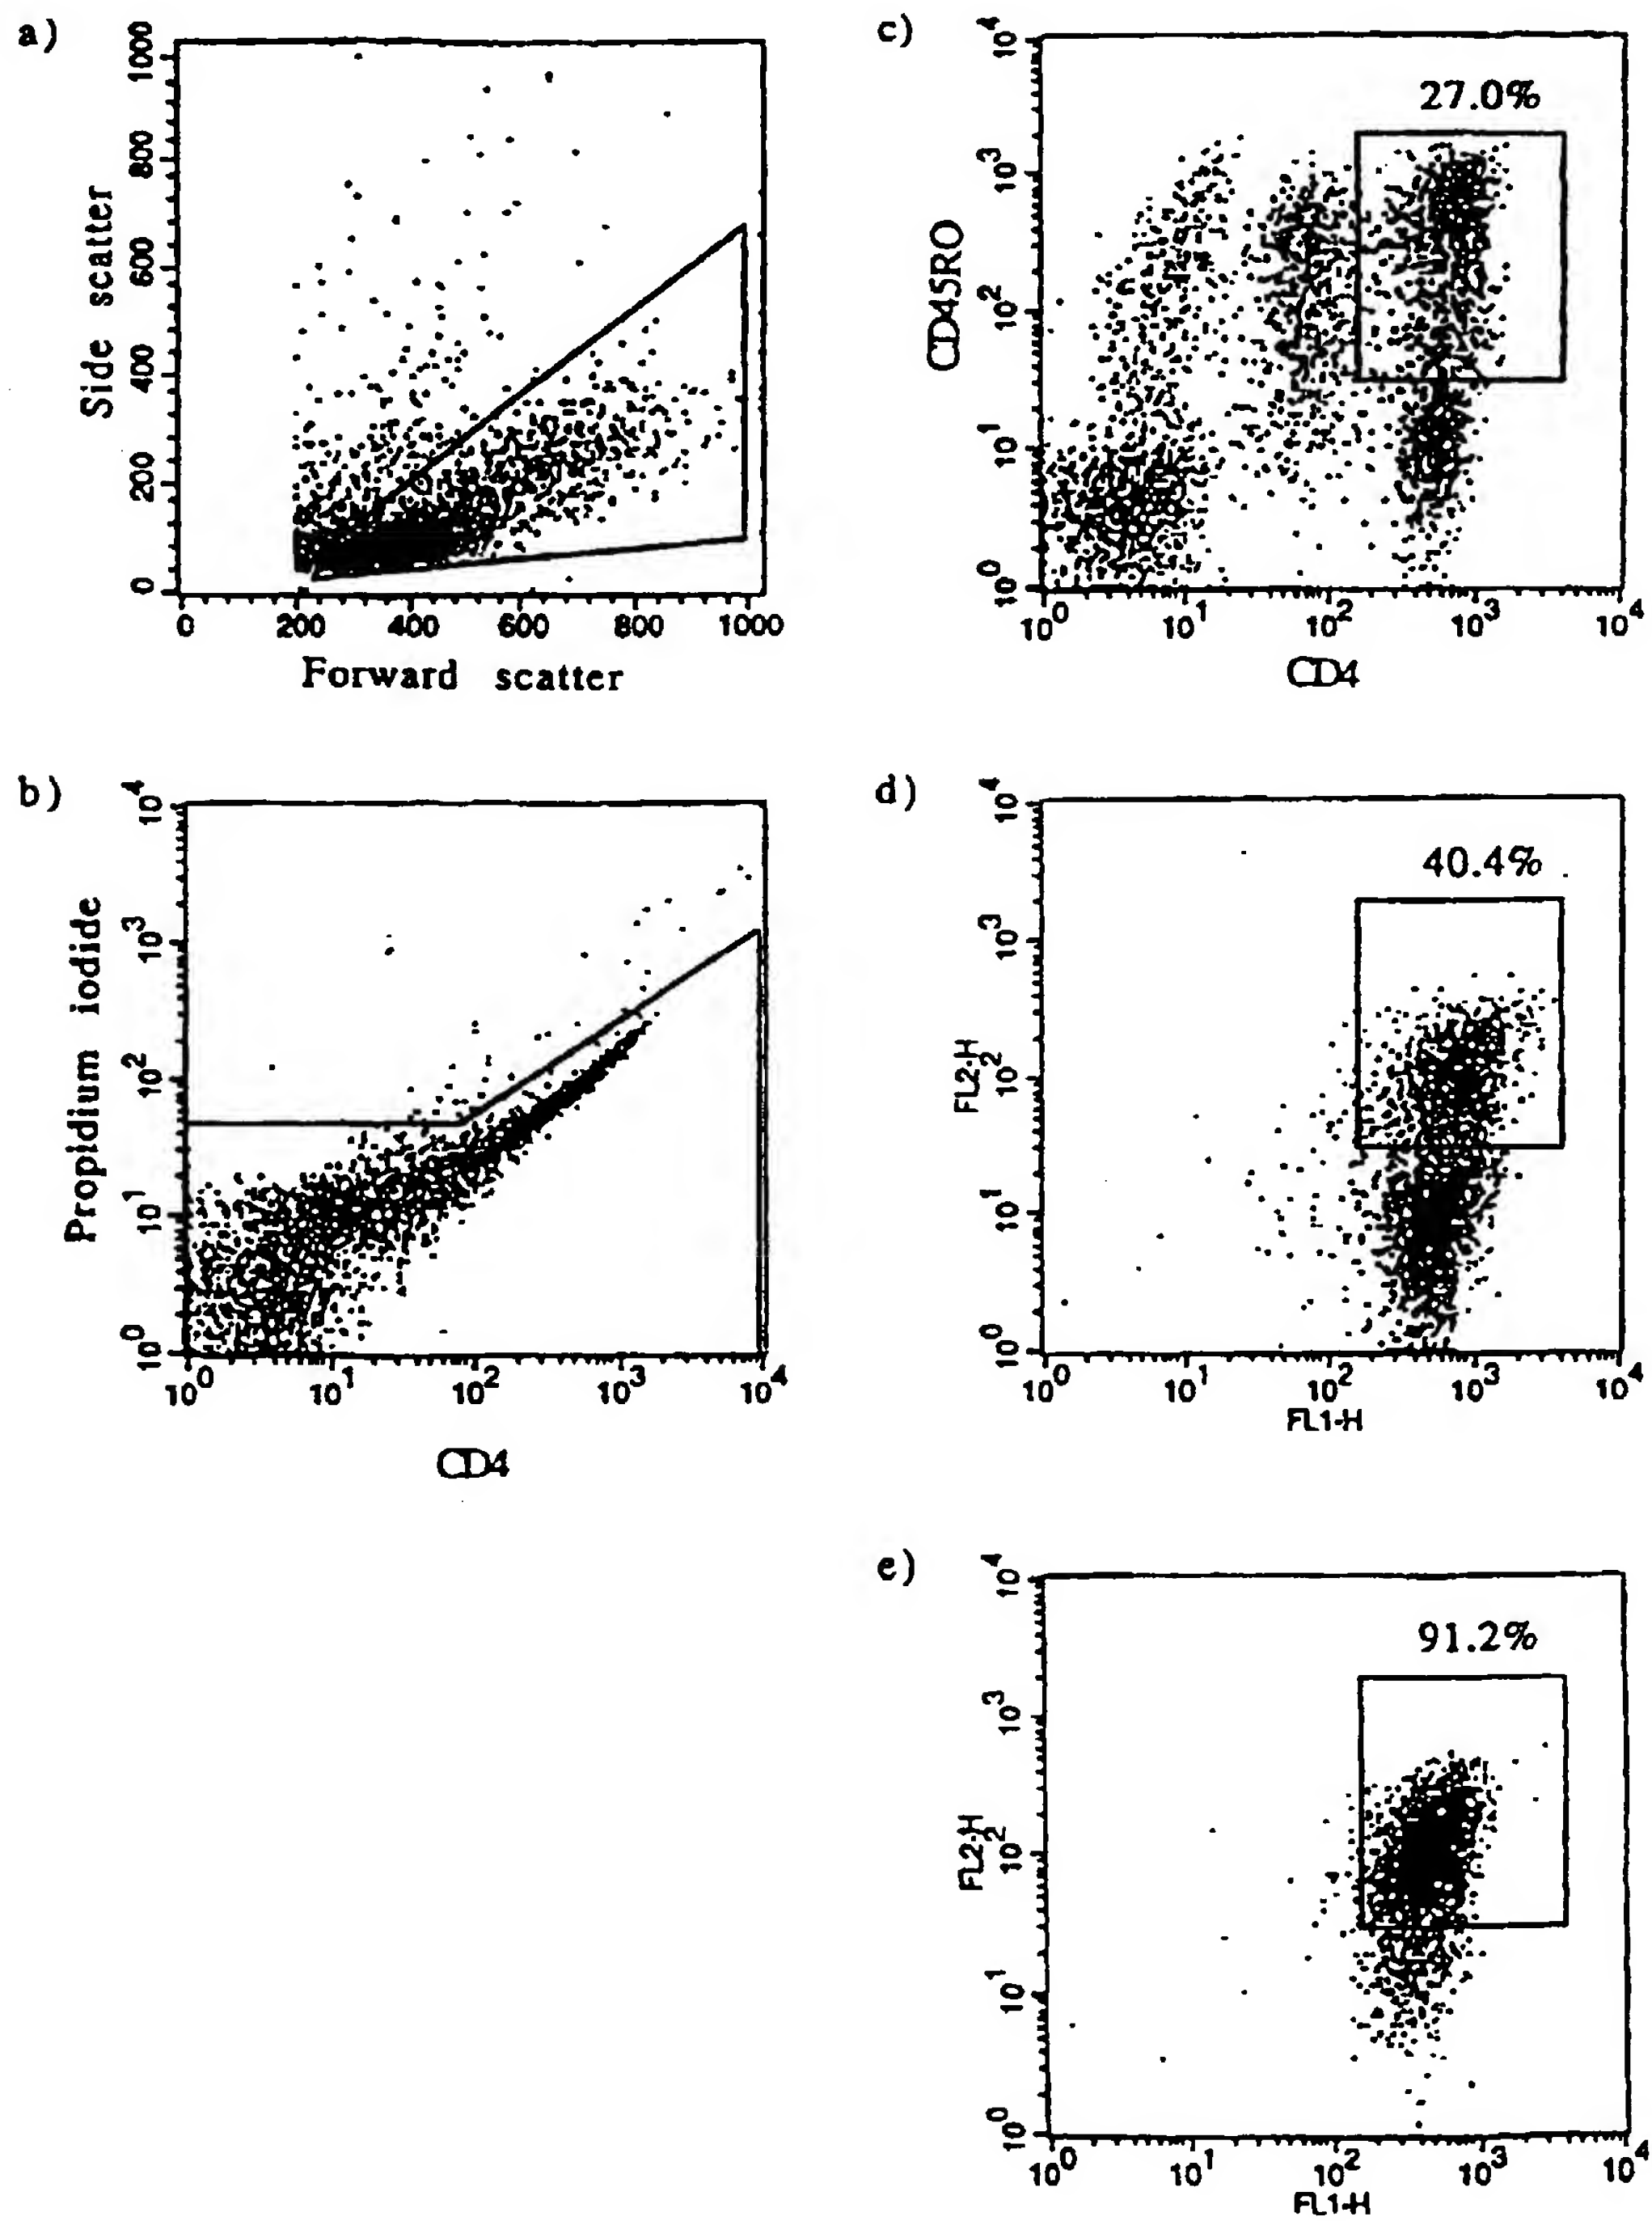 a)
Side scatter
1000
800
600
400
200
0
0 200 400 600 800 1000
Forward scatter
b)
Propidium iodide
10^4
10^3
10^2
10^1
10^0
10^0 10^1 10^2 10^3 10^4
CD4
c)
27.0%
CD45RO
10^4
10^3
10^2
10^1
10^0
10^0 10^1 10^2 10^3 10^4
CD4
d)
40.4%
FL2-H
10^4
10^3
10^2
10^1
10^0
10^0 10^1 10^2 10^3 10^4
FL1-H
e)
91.2%
FL2-H
10^4
10^3
10^2
10^1
10^0
10^0 10^1 10^2 10^3 10^4
FL1-H